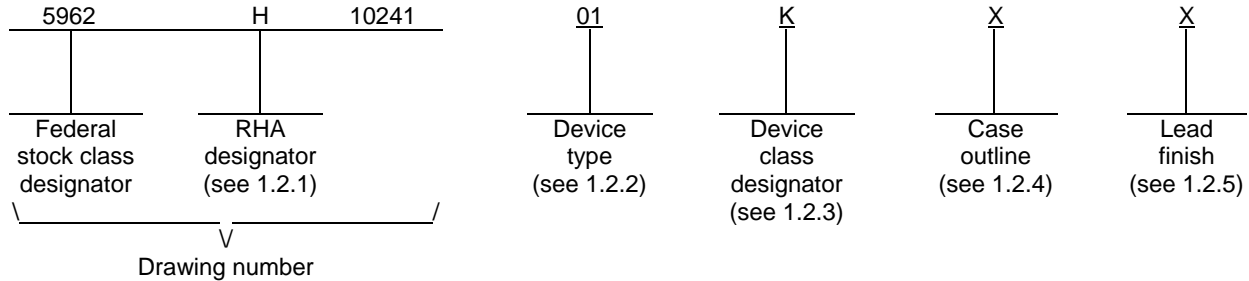 5962 H 10241 01 K X X
Federal stock class designator
RHA designator (see 1.2.1)
Device type (see 1.2.2)
Device class designator (see 1.2.3)
Case outline (see 1.2.4)
Lead finish (see 1.2.5)
Drawing number